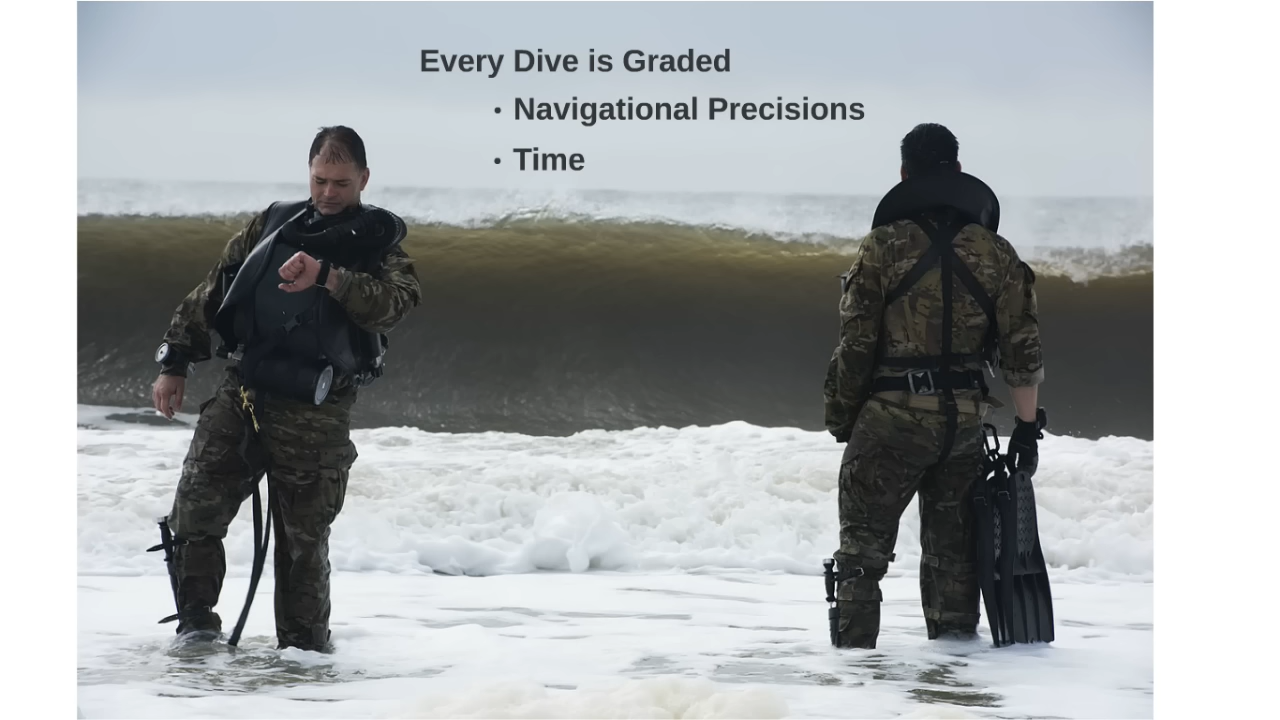 Every Dive is Graded
• Navigational Precisions
• Time